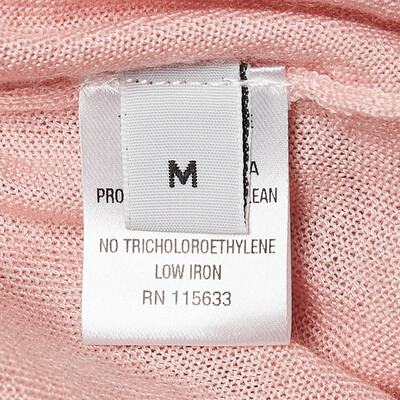 M
A
PRO
EAN
NO TRICHOLOROETHYLENE
LOW IRON
RN 115633